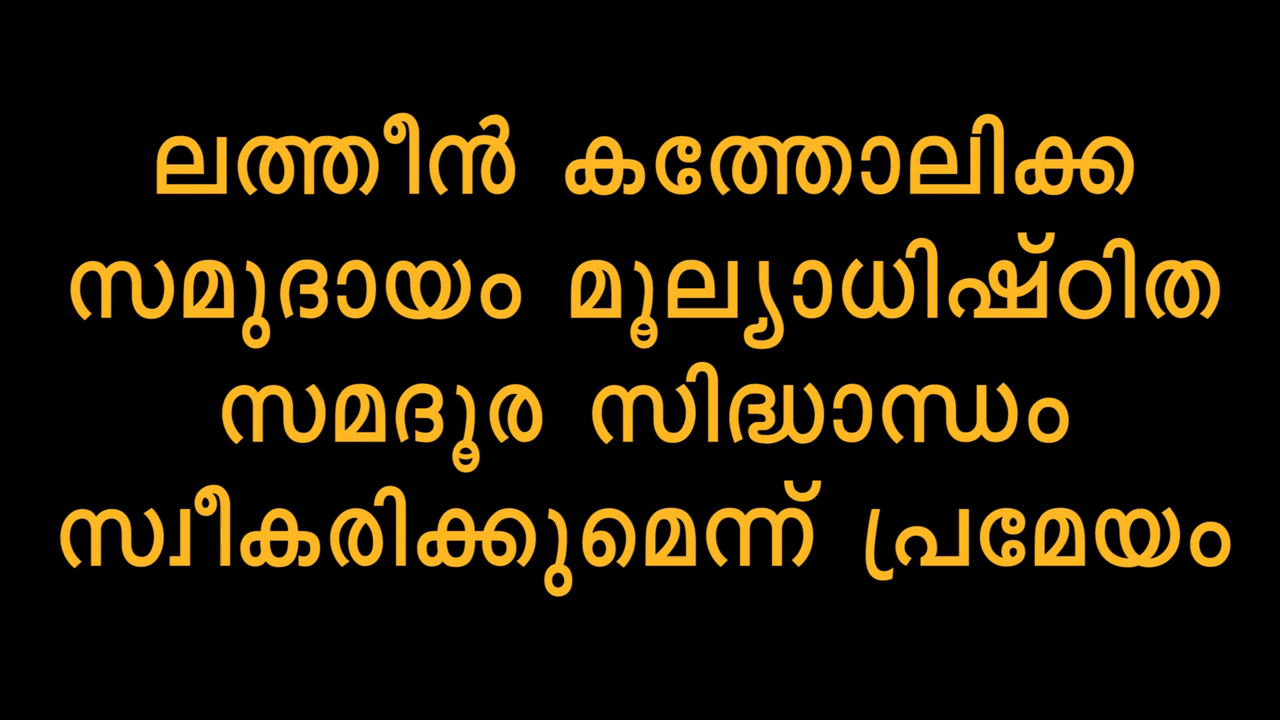 ലത്തീൻ കത്തോലിക്ക
സമുദായം മൂല്യാധിഷ്ഠിത
സമദൂര സിദ്ധാന്ധം
സ്വീകരിക്കുമെന്ന് പ്രമേയം